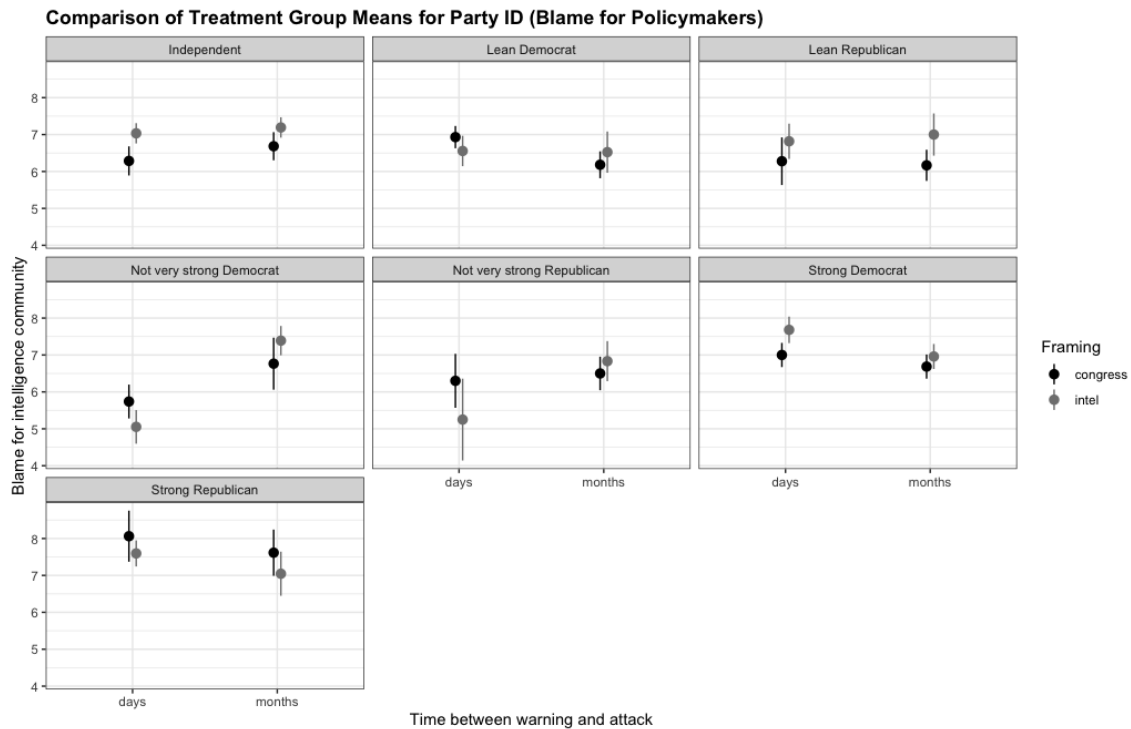 Comparison of Treatment Group Means for Party ID (Blame for Policymakers)
Independent
Lean Democrat
Lean Republican
8
7
6
5
4
Not very strong Democrat
Not very strong Republican
Strong Democrat
8
7
6
5
4
days
months
days
months
Strong Republican
8
7
6
5
4
days
months
Blame for intelligence community
Time between warning and attack
Framing
congress
intel